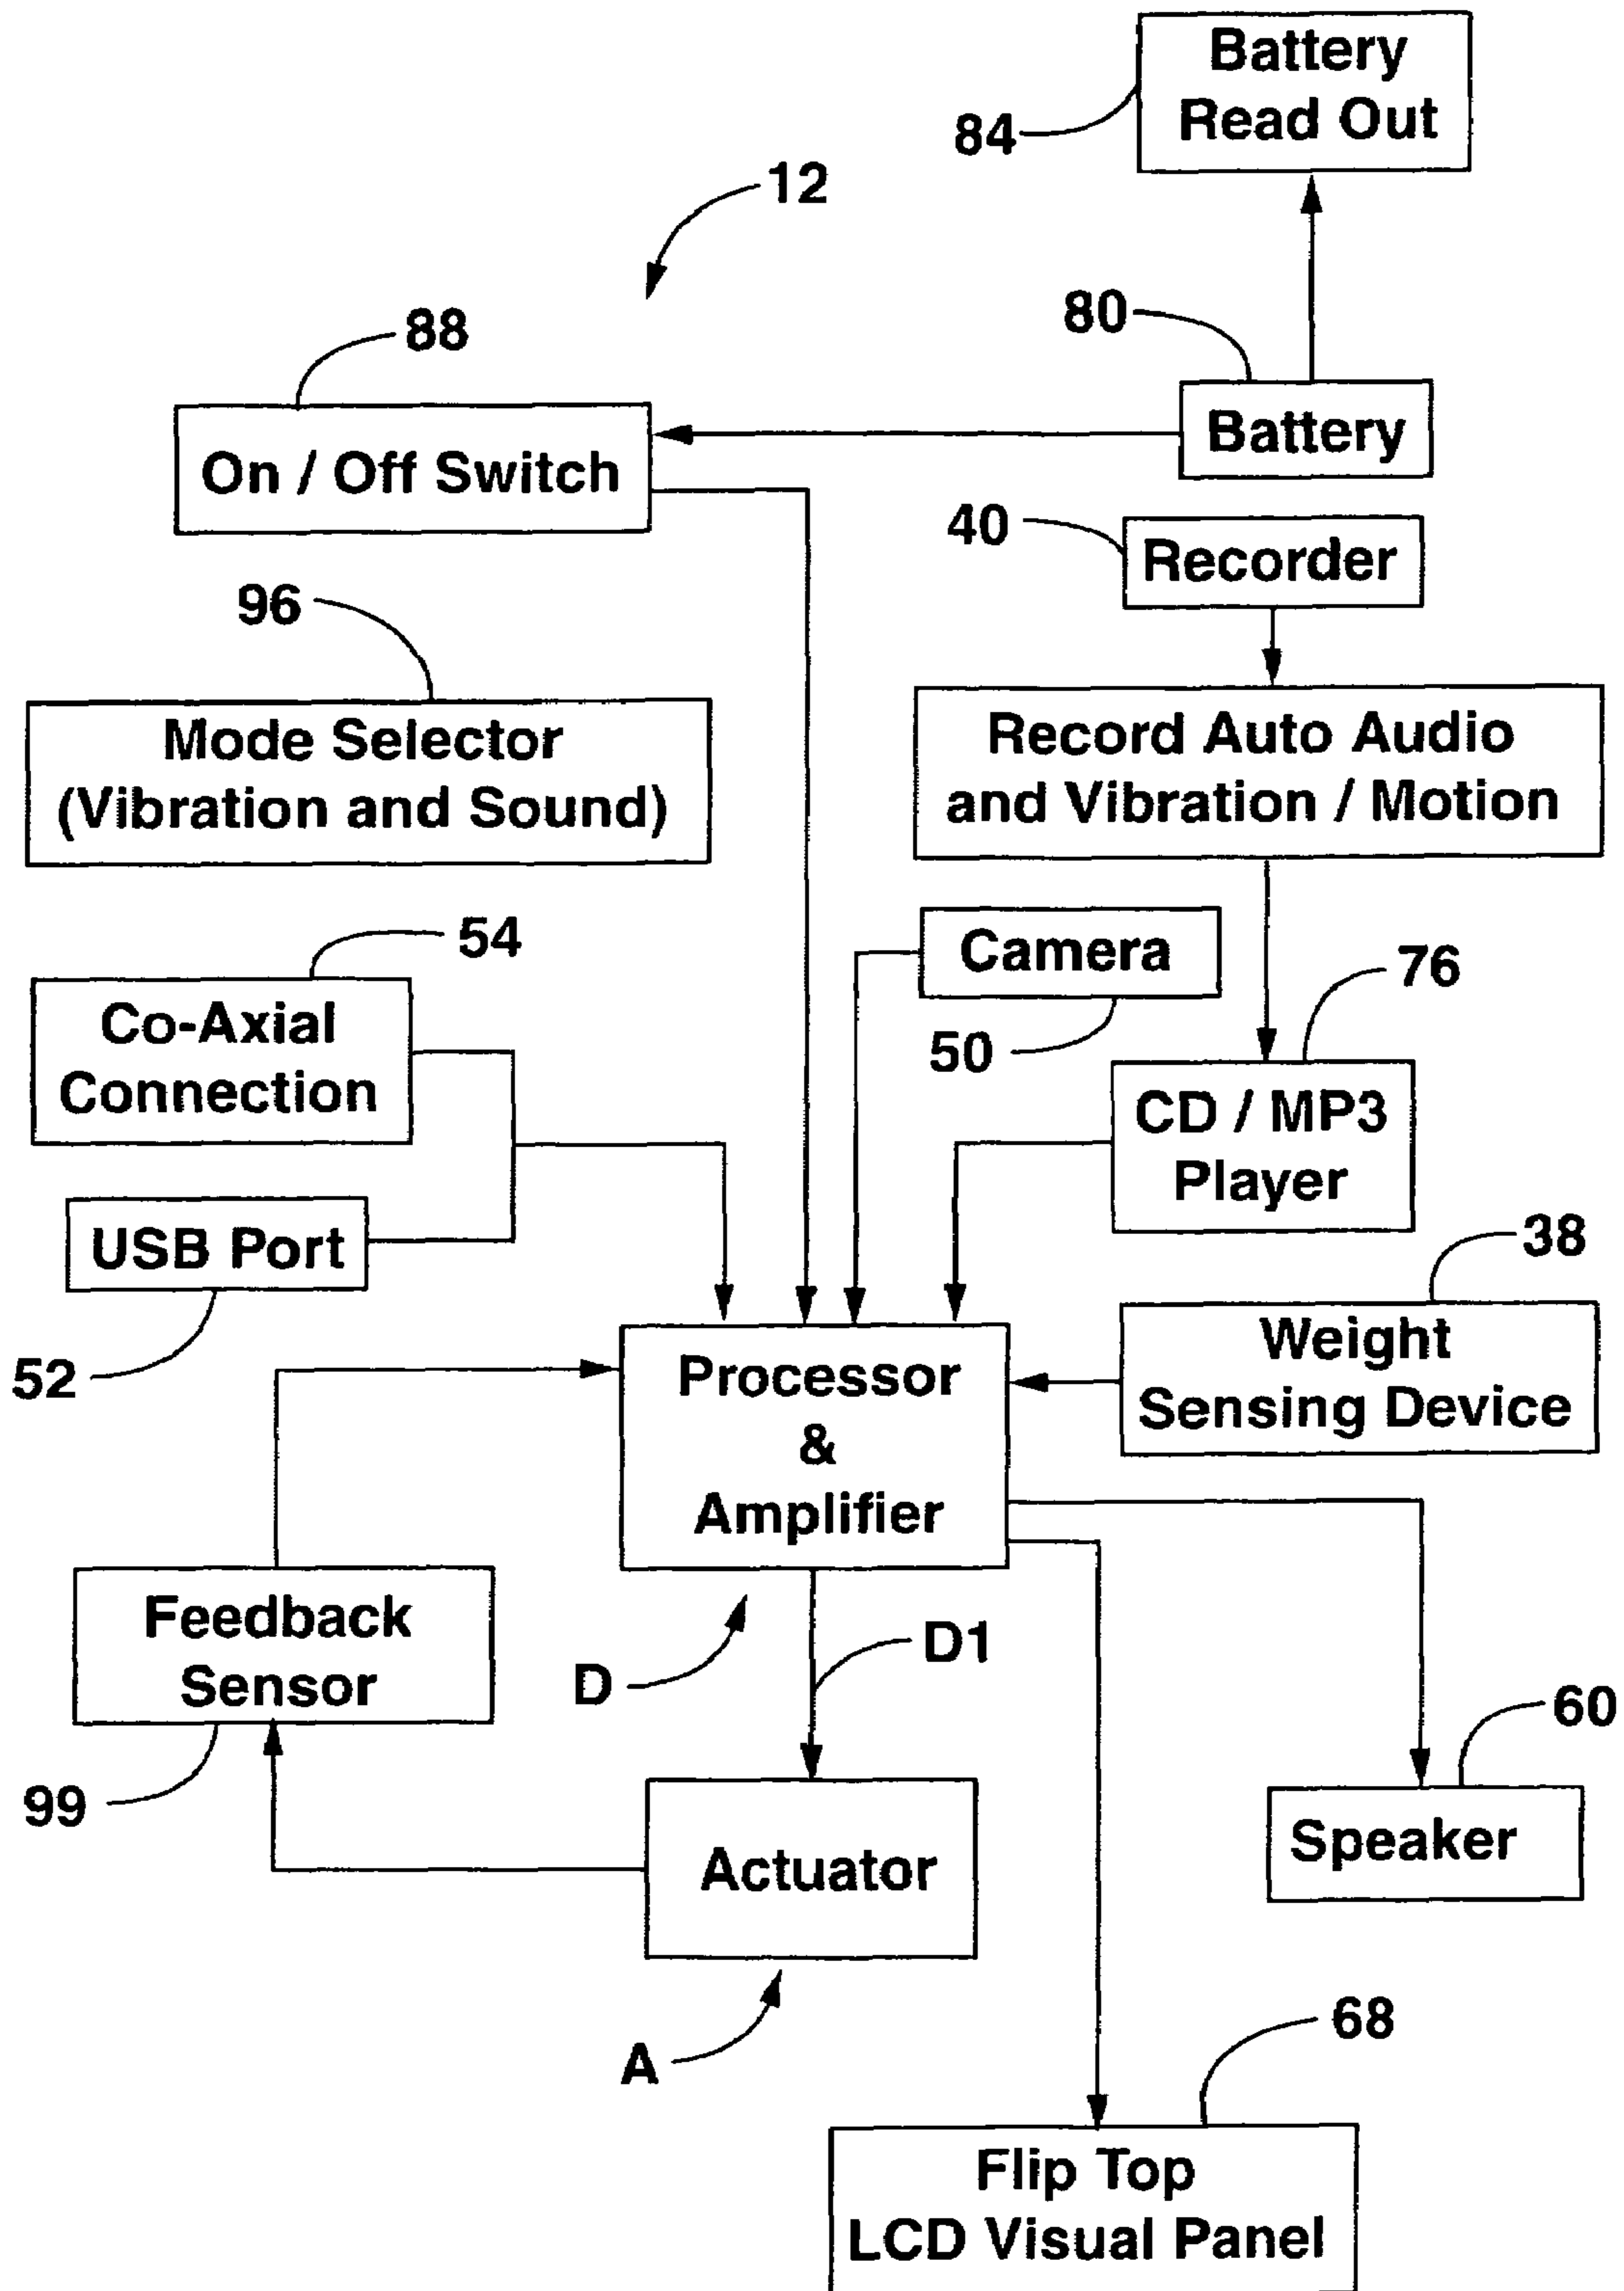 Battery
Read Out
84
12
80
88
Battery
On / Off Switch
40
Recorder
96
Mode Selector
(Vibration and Sound)
Record Auto Audio
and Vibration / Motion
54
Camera
76
Co-Axial
Connection
50
CD / MP3
Player
USB Port
38
52
Weight
Sensing Device
Processor
&
Amplifier
Feedback
Sensor
D
D1
60
99
Actuator
Speaker
A
68
Flip Top
LCD Visual Panel